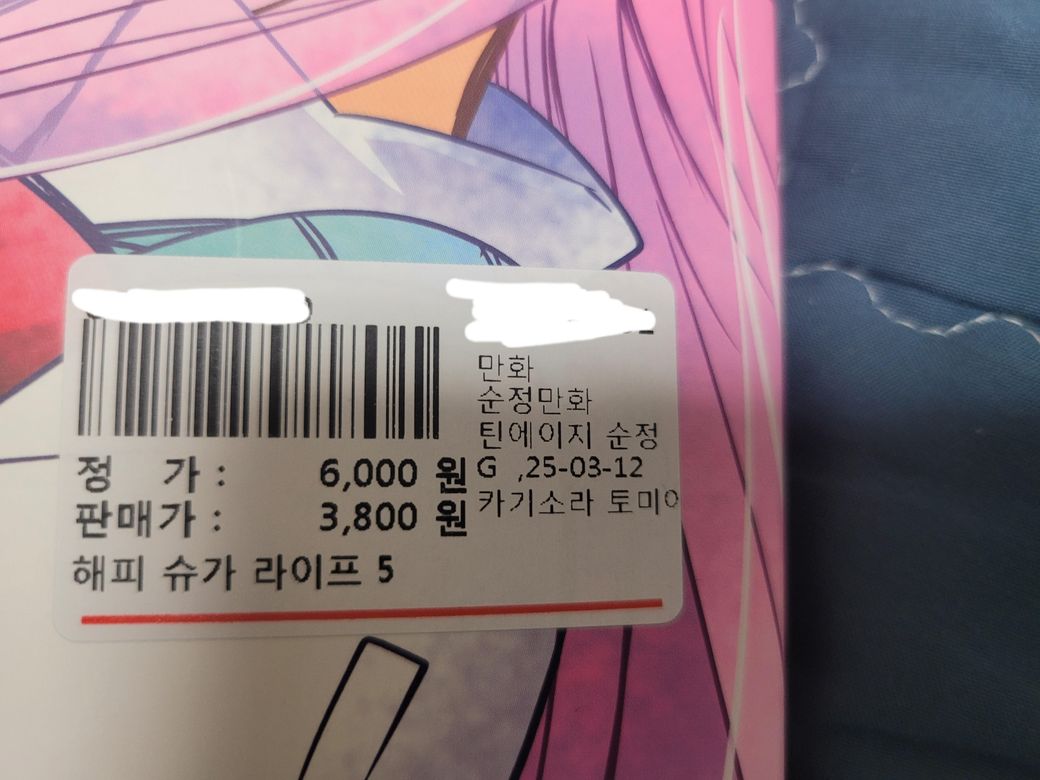 만화
순정만화
틴에이지 순정
G ,25-03-12
카기소라 토미
정 가 : 6,000 원
판매가 : 3,800 원
해피 슈가 라이프 5